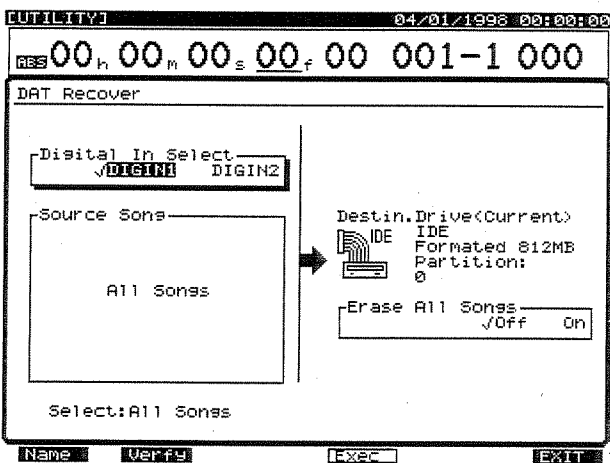 [UTILITY] 04/01/1998 00:00:00
ABS 00h 00m 00s 00f 00 001-1 000
DAT Recover
Digital In Select
√DIGIN1 DIGIN2
Source Song
All Songs
Select:All Songs
Destin.Drive(Current)
IDE
IDE
Formated 812MB
Partition:
0
Erase All Songs
√Off On
Name Verfy Exec EXIT